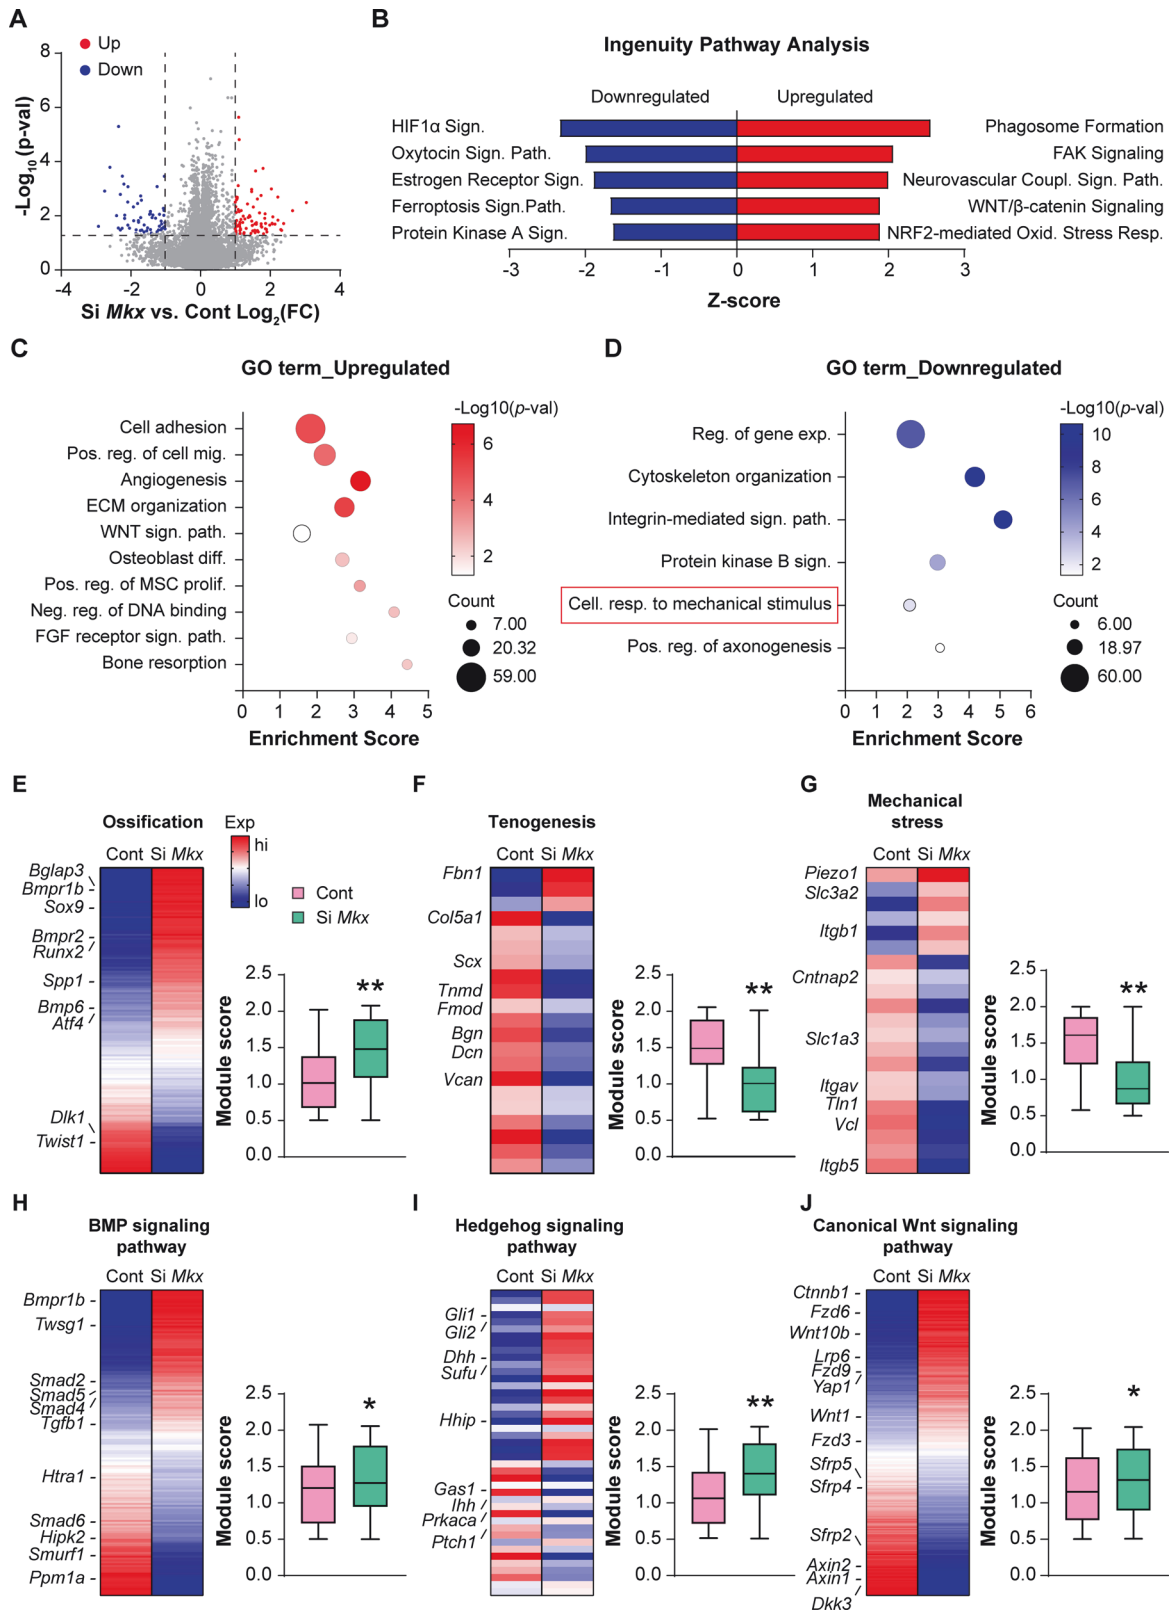 A
Up
Down
8
6
4
2
0
-Log10 (p-val)
-4
-2
0
2
4
Si Mkx vs. Cont Log2(FC)
B
Ingenuity Pathway Analysis
Downregulated
Upregulated
HIF1α Sign.
Phagosome Formation
Oxytocin Sign. Path.
FAK Signaling
Estrogen Receptor Sign.
Neurovascular Coupl. Sign. Path.
Ferroptosis Sign.Path.
WNT/β-catenin Signaling
Protein Kinase A Sign.
NRF2-mediated Oxid. Stress Resp.
-3
-2
-1
0
1
2
3
Z-score
C
GO term_Upregulated
Cell adhesion
Pos. reg. of cell mig.
Angiogenesis
ECM organization
WNT sign. path.
Osteoblast diff.
Pos. reg. of MSC prolif.
Neg. reg. of DNA binding
FGF receptor sign. path.
Bone resorption
0 1 2 3 4 5
Enrichment Score
-Log10(p-val)
6
4
2
Count
7.00
20.32
59.00
D
GO term_Downregulated
Reg. of gene exp.
Cytoskeleton organization
Integrin-mediated sign. path.
Protein kinase B sign.
Cell. resp. to mechanical stimulus
Pos. reg. of axonogenesis
0 1 2 3 4 5 6
Enrichment Score
-Log10(p-val)
10
8
6
4
2
Count
6.00
18.97
60.00
E
Ossification
Cont Si Mkx
Exp
hi
lo
Cont
Si Mkx
Bglap3
Bmpr1b
Sox9
Bmpr2
Runx2
Spp1
Bmp6
Atf4
Dlk1
Twist1
Module score
2.5
2.0
1.5
1.0
0.5
0.0
**
F
Tenogenesis
Cont Si Mkx
Fbn1
Col5a1
Scx
Tnmd
Fmod
Bgn
Dcn
Vcan
Module score
2.5
2.0
1.5
1.0
0.5
0.0
**
G
Mechanical
stress
Cont Si Mkx
Piezo1
Slc3a2
Itgb1
Cntnap2
Slc1a3
Itgav
Tln1
Vcl
Itgb5
Module score
2.5
2.0
1.5
1.0
0.5
0.0
**
H
BMP signaling
pathway
Cont Si Mkx
Bmpr1b
Twsg1
Smad2
Smad5
Smad4
Tgfb1
Htra1
Smad6
Hipk2
Smurf1
Ppm1a
Module score
2.5
2.0
1.5
1.0
0.5
0.0
*
I
Hedgehog signaling
pathway
Cont Si Mkx
Gli1
Gli2
Dhh
Sufu
Hhip
Gas1
Ihh
Prkaca
Ptch1
Module score
2.5
2.0
1.5
1.0
0.5
0.0
**
J
Canonical Wnt signaling
pathway
Cont Si Mkx
Ctnnb1
Fzd6
Wnt10b
Lrp6
Fzd9
Yap1
Wnt1
Fzd3
Sfrp5
Sfrp4
Sfrp2
Axin2
Axin1
Dkk3
Module score
2.5
2.0
1.5
1.0
0.5
0.0
*